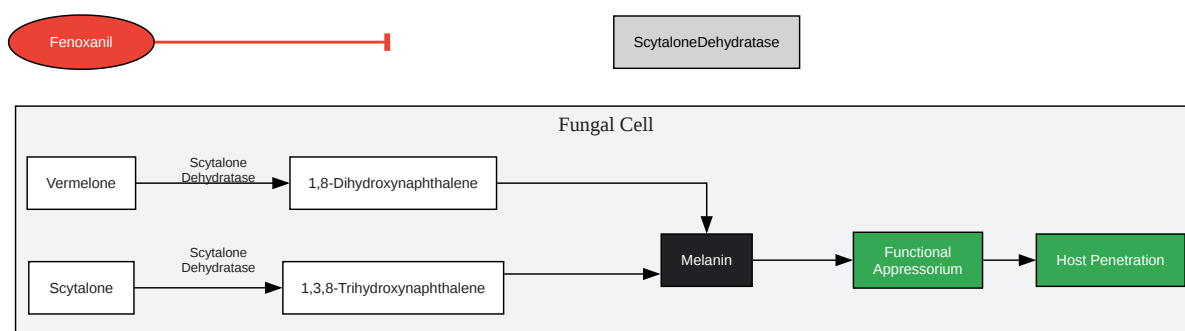 Fenoxanil
ScytaloneDehydratase
Fungal Cell
Vermelone
Scytalone
Dehydratase
1,8-Dihydroxynaphthalene
Scytalone
Scytalone
Dehydratase
1,3,8-Trihydroxynaphthalene
Melanin
Functional
Appressorium
Host Penetration